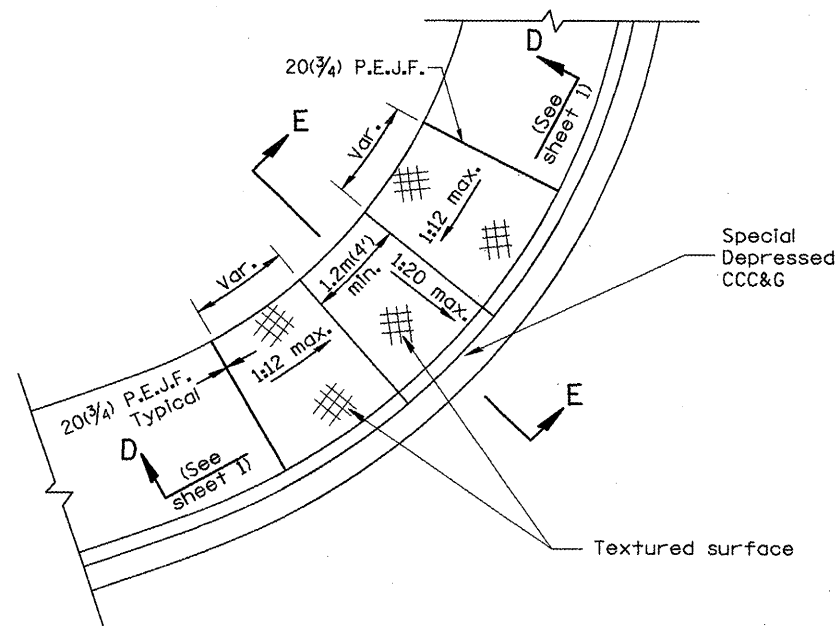 D
20(3/4) P.E.J.F.
(See
sheet 1)
E
Var.
1:12 max.
Special
Depressed
CCC&G
Var.
1.2m(4')
min.
1:20 max.
1:12 max.
20(3/4) P.E.J.F.
Typical
E
D
(See
sheet 1)
Textured surface